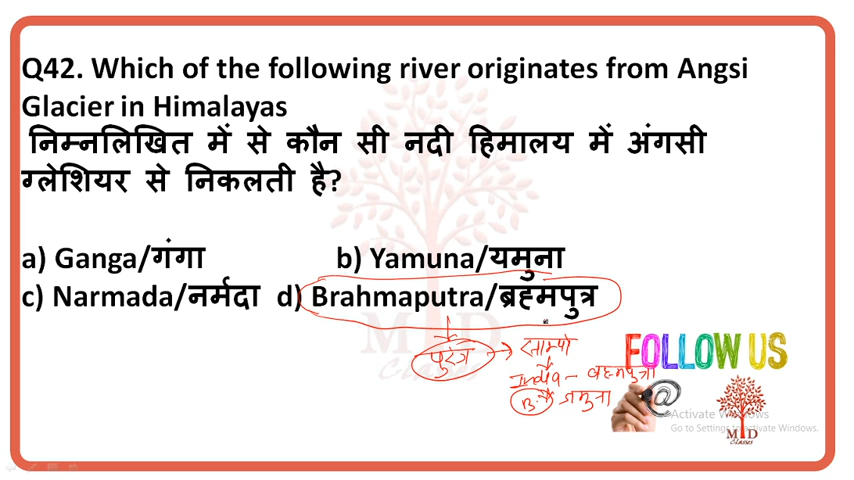 Q42. Which of the following river originates from Angsi
Glacier in Himalayas
निम्नलिखित में से कौन सी नदी हिमालय में अंगसी
ग्लेशियर से निकलती है?
a) Ganga/गंगा b) Yamuna/यमुना
c) Narmada/नर्मदा d) Brahmaputra/ब्रह्मपुत्र
साम्पो
India - ब्रह्मपुत्रा
जमुना
FOLLOW US
@
M D
Classes
M D
Classes
Activate Windows
Go to Settings to activate Windows.